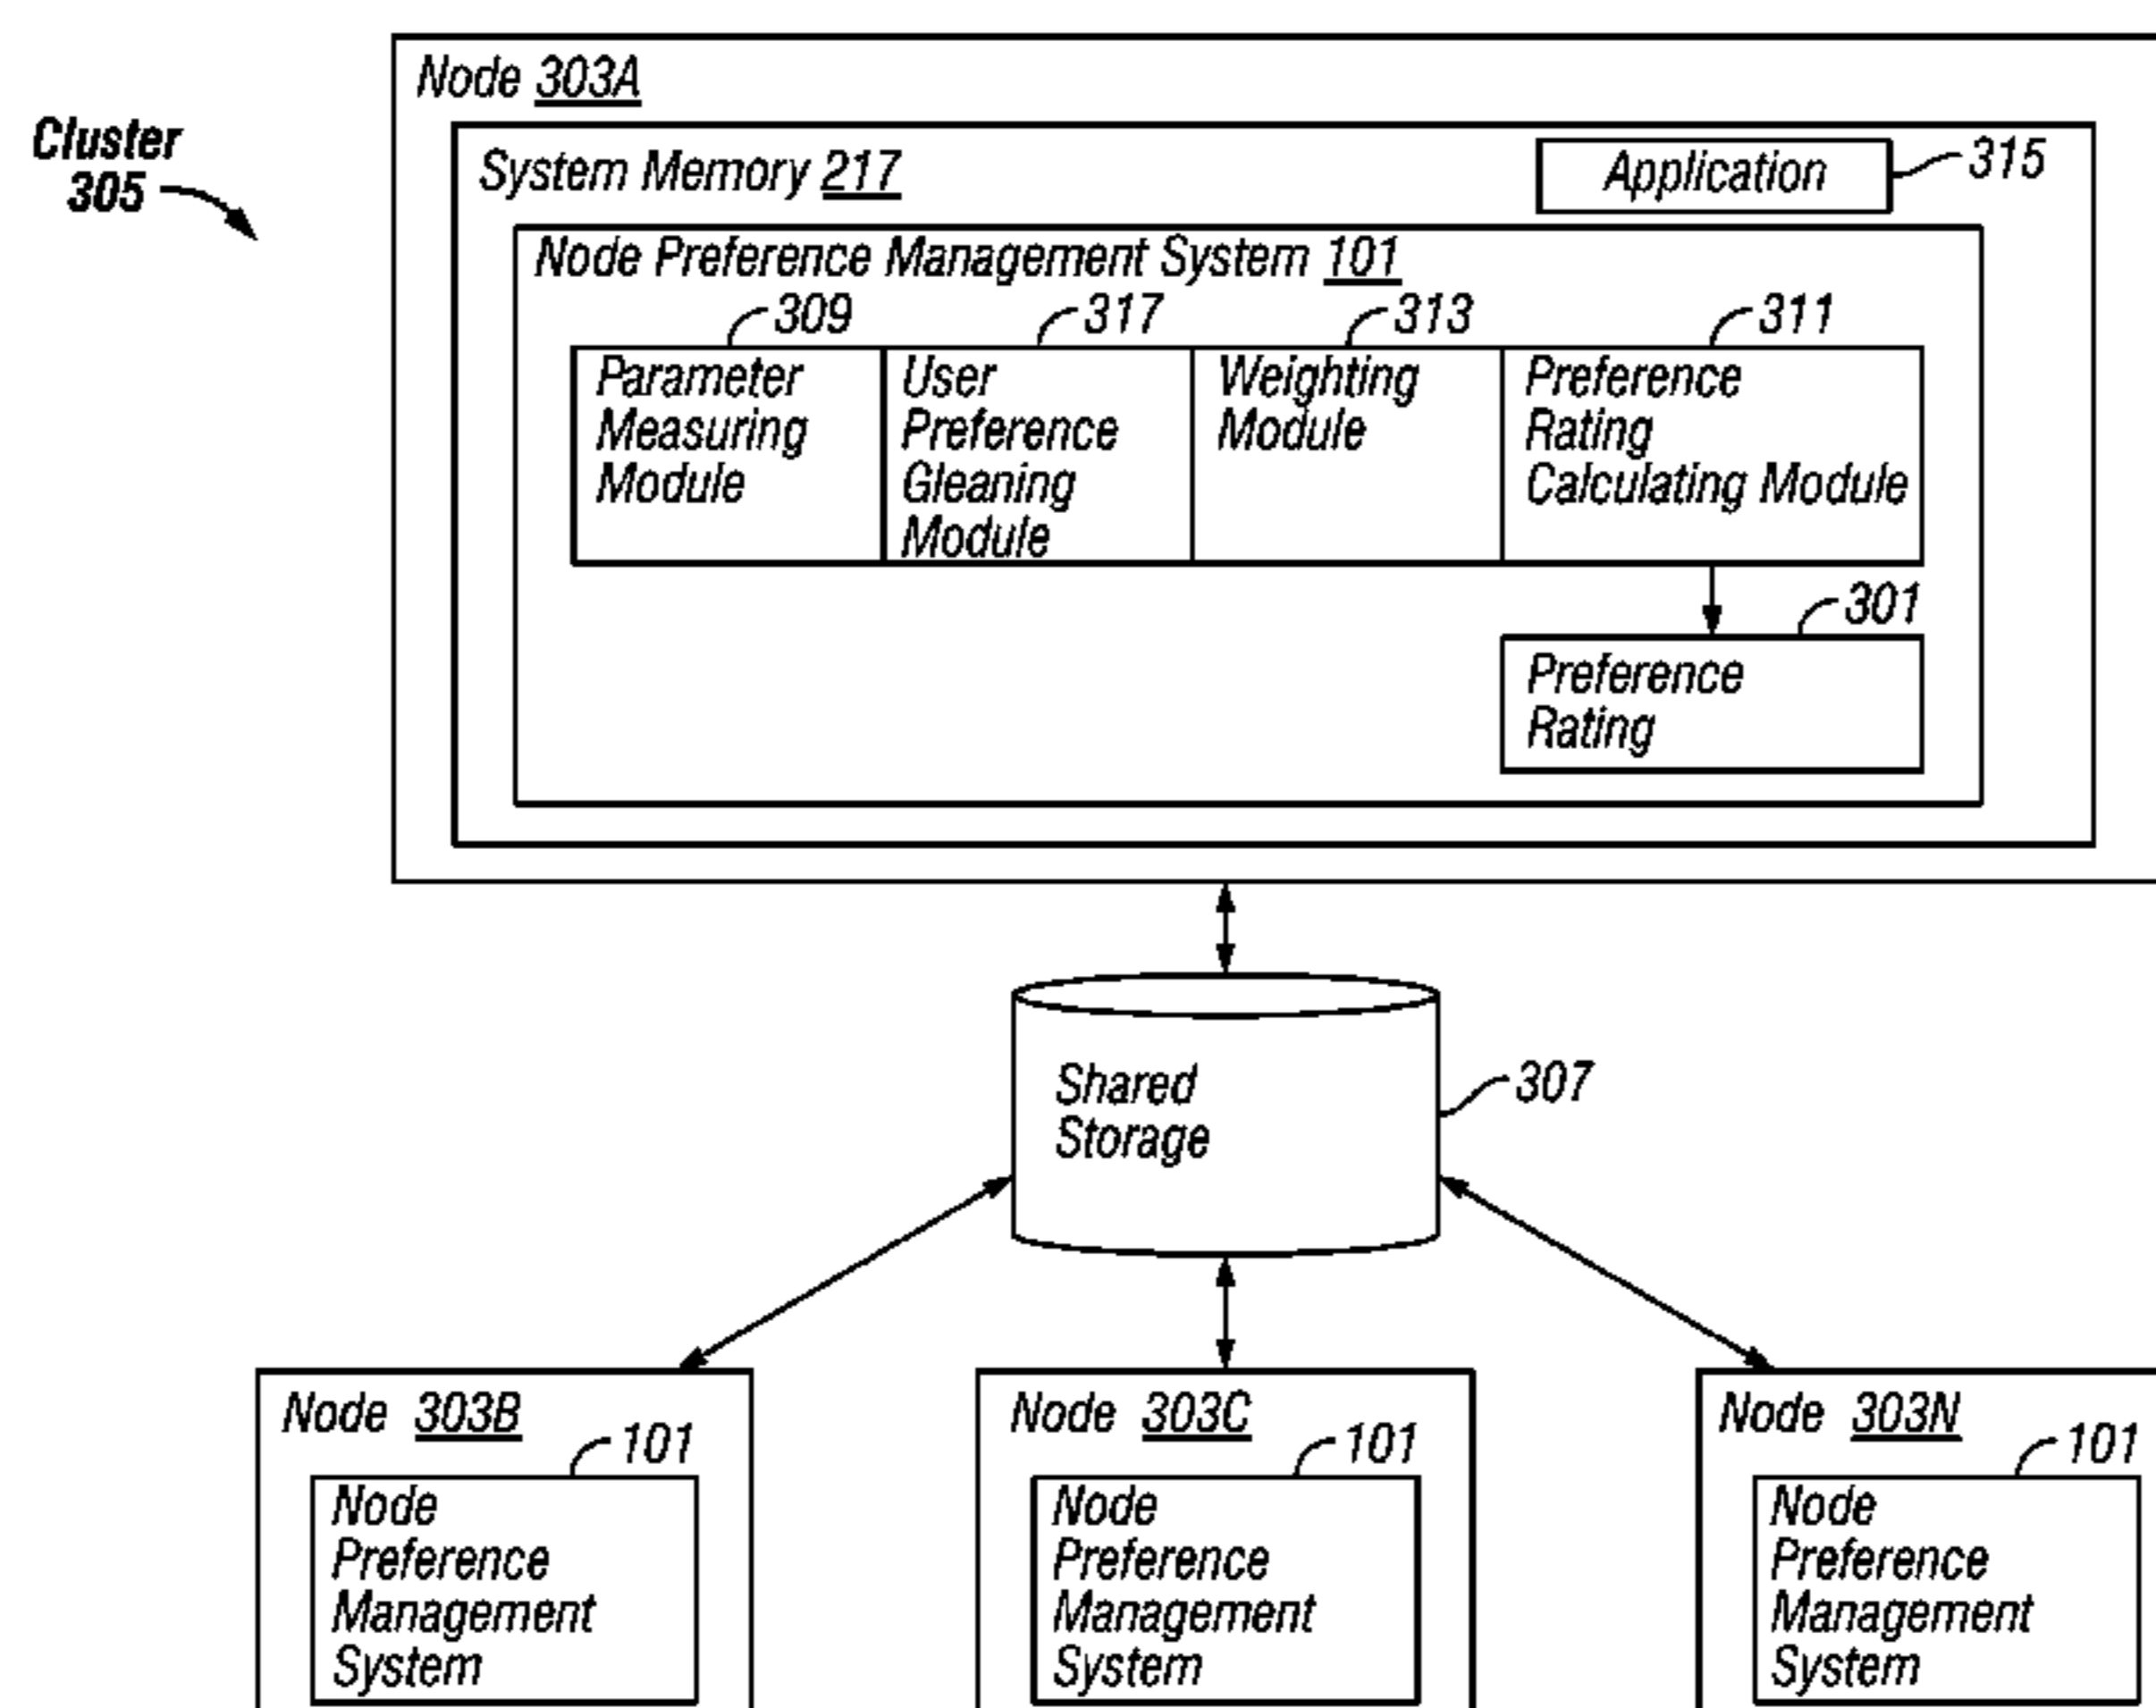 Node 303A
Cluster
305
System Memory 217
Application
315
Node Preference Management System 101
309
317
313
311
Parameter
Measuring
Module
User
Preference
Gleaning
Module
Weighting
Module
Preference
Rating
Calculating Module
301
Preference
Rating
Shared
Storage
307
Node 303B
101
Node
Preference
Management
System
Node 303C
101
Node
Preference
Management
System
Node 303N
101
Node
Preference
Management
System